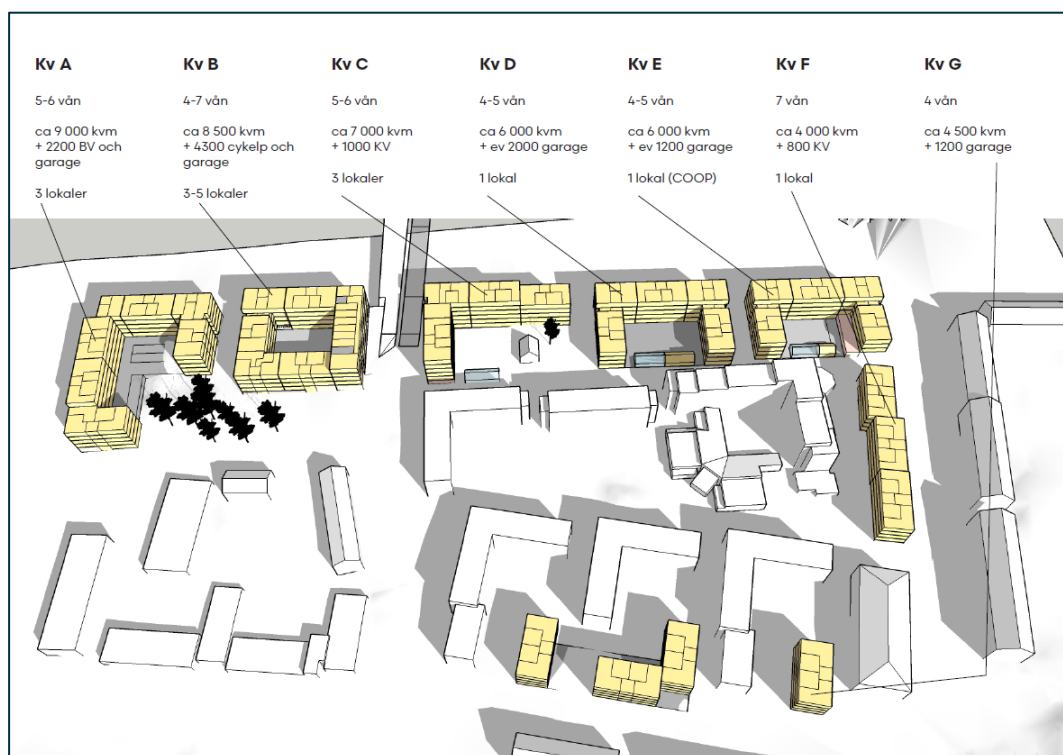 Kv A
5-6 vån
ca 9 000 kvm
+ 2200 BV och
garage
3 lokaler
Kv B
4-7 vån
ca 8 500 kvm
+ 4300 cykelp och
garage
3-5 lokaler
Kv C
5-6 vån
ca 7 000 kvm
+ 1000 KV
3 lokaler
Kv D
4-5 vån
ca 6 000 kvm
+ ev 2000 garage
1 lokal
Kv E
4-5 vån
ca 6 000 kvm
+ ev 1200 garage
1 lokal (COOP)
Kv F
7 vån
ca 4 000 kvm
+ 800 KV
1 lokal
Kv G
4 vån
ca 4 500 kvm
+ 1200 garage